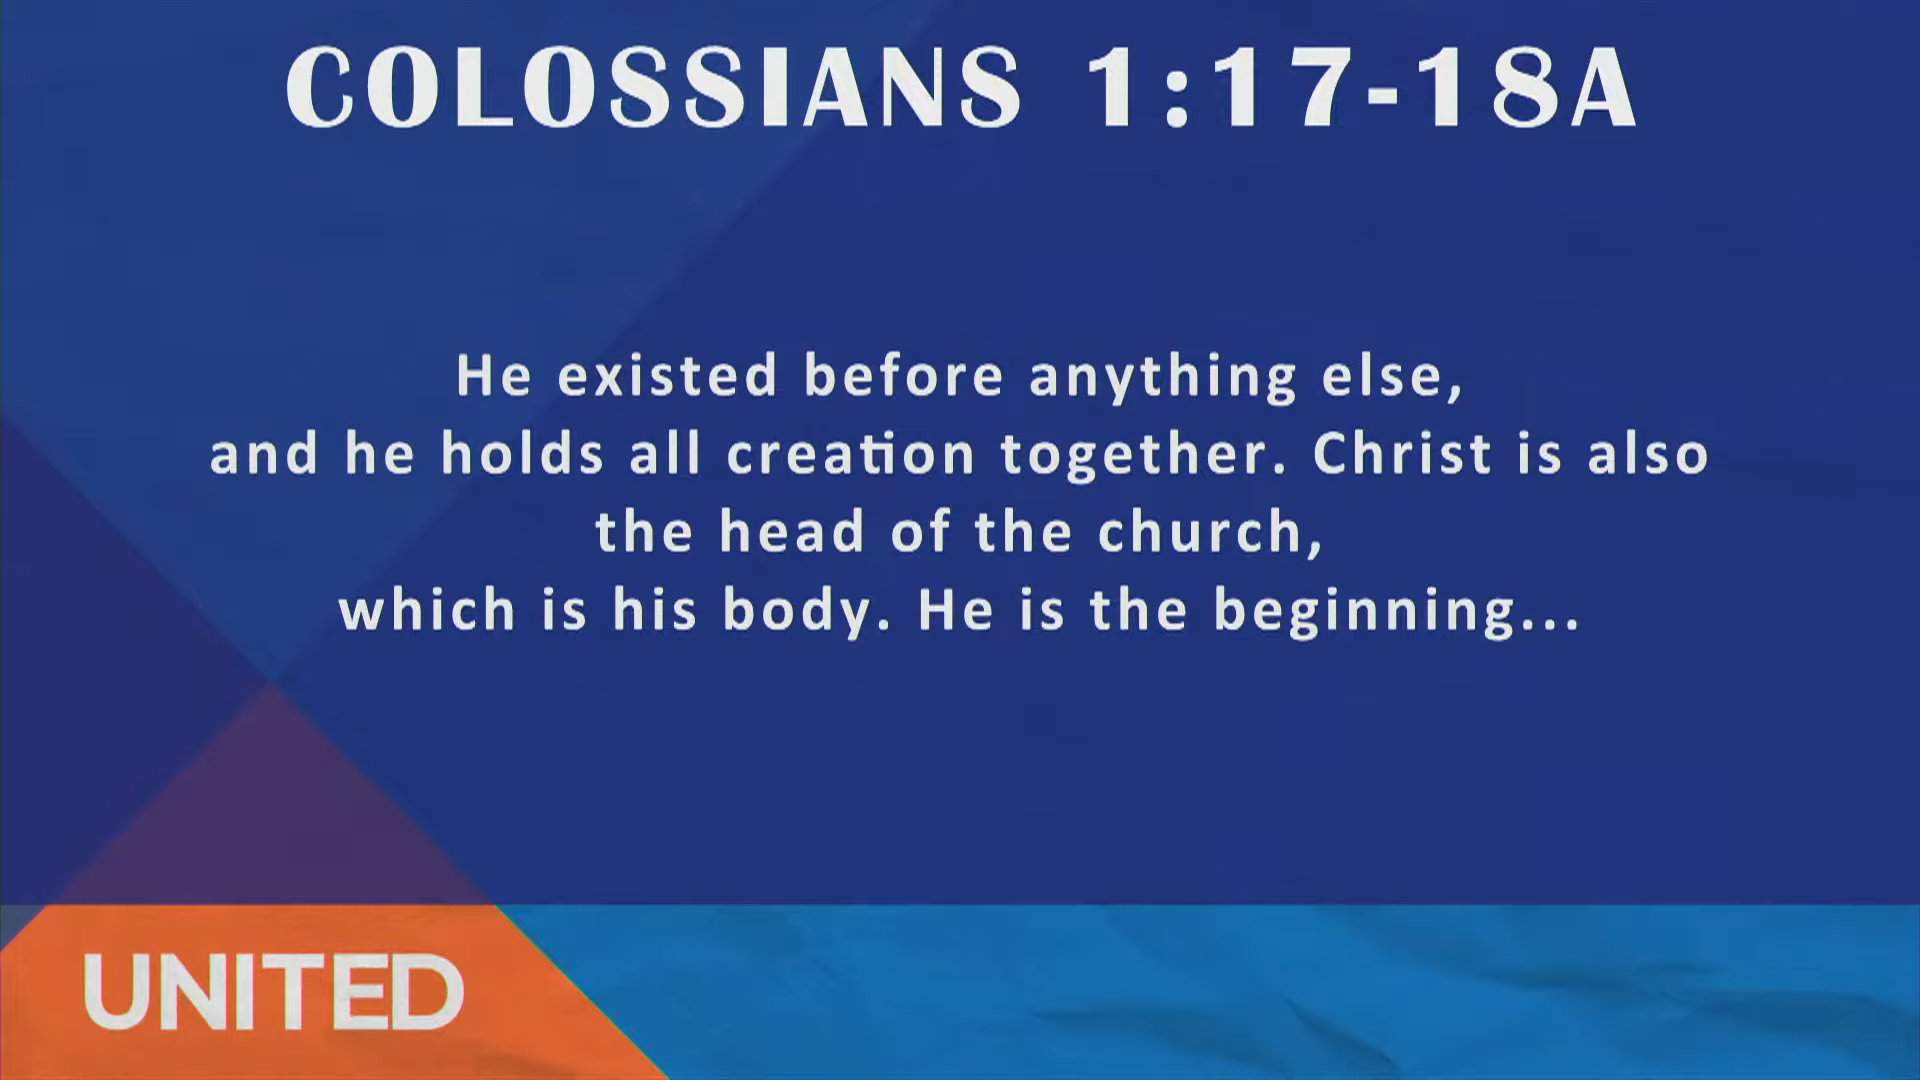 COLOSSIANS 1:17-18A
He existed before anything else,
and he holds all creation together. Christ is also
the head of the church,
which is his body. He is the beginning...
UNITED